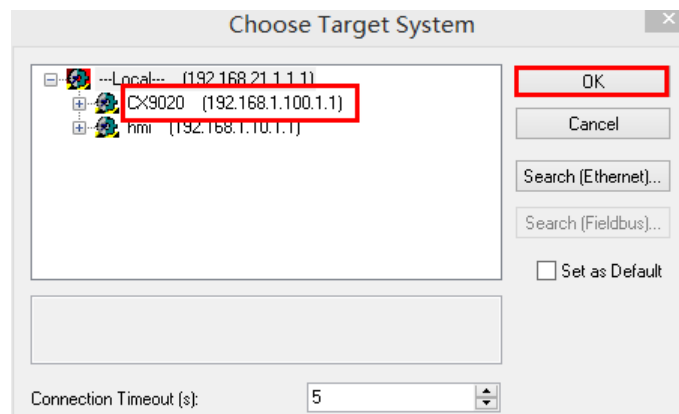 Choose Target System
---Local--- (192.168.21.1.1.1)
CX9020 (192.168.1.100.1.1)
hmi (192.168.1.10.1.1)
OK
Cancel
Search (Ethernet)...
Search (Fieldbus)...
Set as Default
Connection Timeout (s):
5